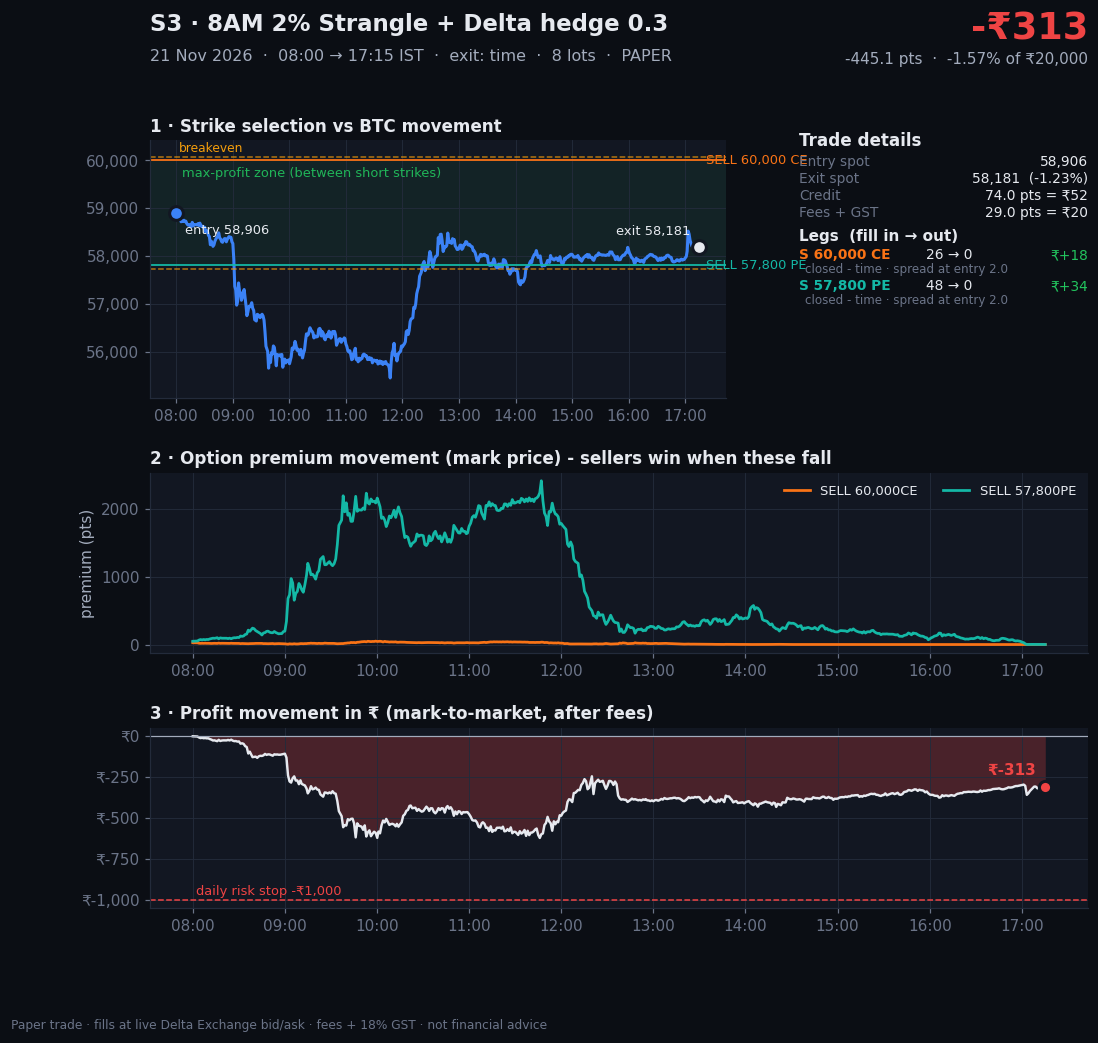 S3 · 8AM 2% Strangle + Delta hedge 0.3
-₹313
21 Nov 2026 · 08:00 → 17:15 IST · exit: time · 8 lots · PAPER
-445.1 pts · -1.57% of ₹20,000
1 · Strike selection vs BTC movement
breakeven
SELL 60,000 CE
max-profit zone (between short strikes)
entry 58,906
exit 58,181
SELL 57,800 PE
60,000
59,000
58,000
57,000
56,000
08:00 09:00 10:00 11:00 12:00 13:00 14:00 15:00 16:00 17:00
Trade details
Entry spot 58,906
Exit spot 58,181 (-1.23%)
Credit 74.0 pts = ₹52
Fees + GST 29.0 pts = ₹20
Legs (fill in → out)
S 60,000 CE 26 → 0 ₹+18
closed - time · spread at entry 2.0
S 57,800 PE 48 → 0 ₹+34
closed - time · spread at entry 2.0
2 · Option premium movement (mark price) - sellers win when these fall
SELL 60,000CE SELL 57,800PE
premium (pts)
2000
1000
0
08:00 09:00 10:00 11:00 12:00 13:00 14:00 15:00 16:00 17:00
3 · Profit movement in ₹ (mark-to-market, after fees)
₹0
₹-250
₹-500
₹-750
₹-1,000
₹-313
daily risk stop -₹1,000
08:00 09:00 10:00 11:00 12:00 13:00 14:00 15:00 16:00 17:00
Paper trade · fills at live Delta Exchange bid/ask · fees + 18% GST · not financial advice